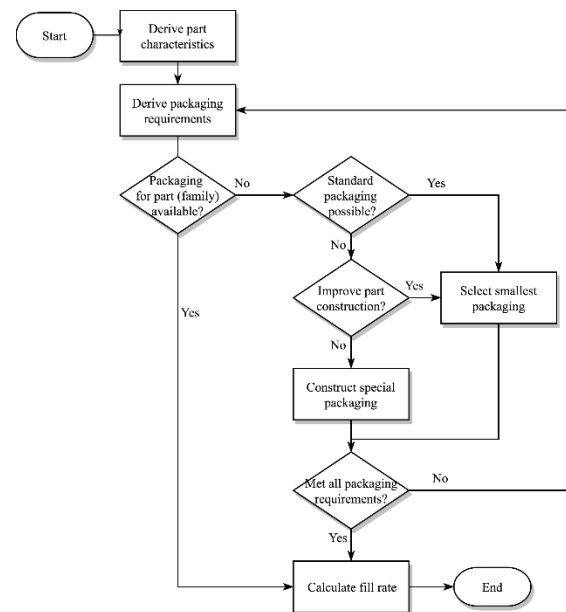 Start
Derive part
characteristics
Derive packaging
requirements
Packaging
for part (family)
available?
No
Standard
packaging
possible?
Yes
No
Improve part
construction?
Yes
Select smallest
packaging
Yes
No
Construct special
packaging
Met all packaging
requirements?
No
Yes
Calculate fill rate
End